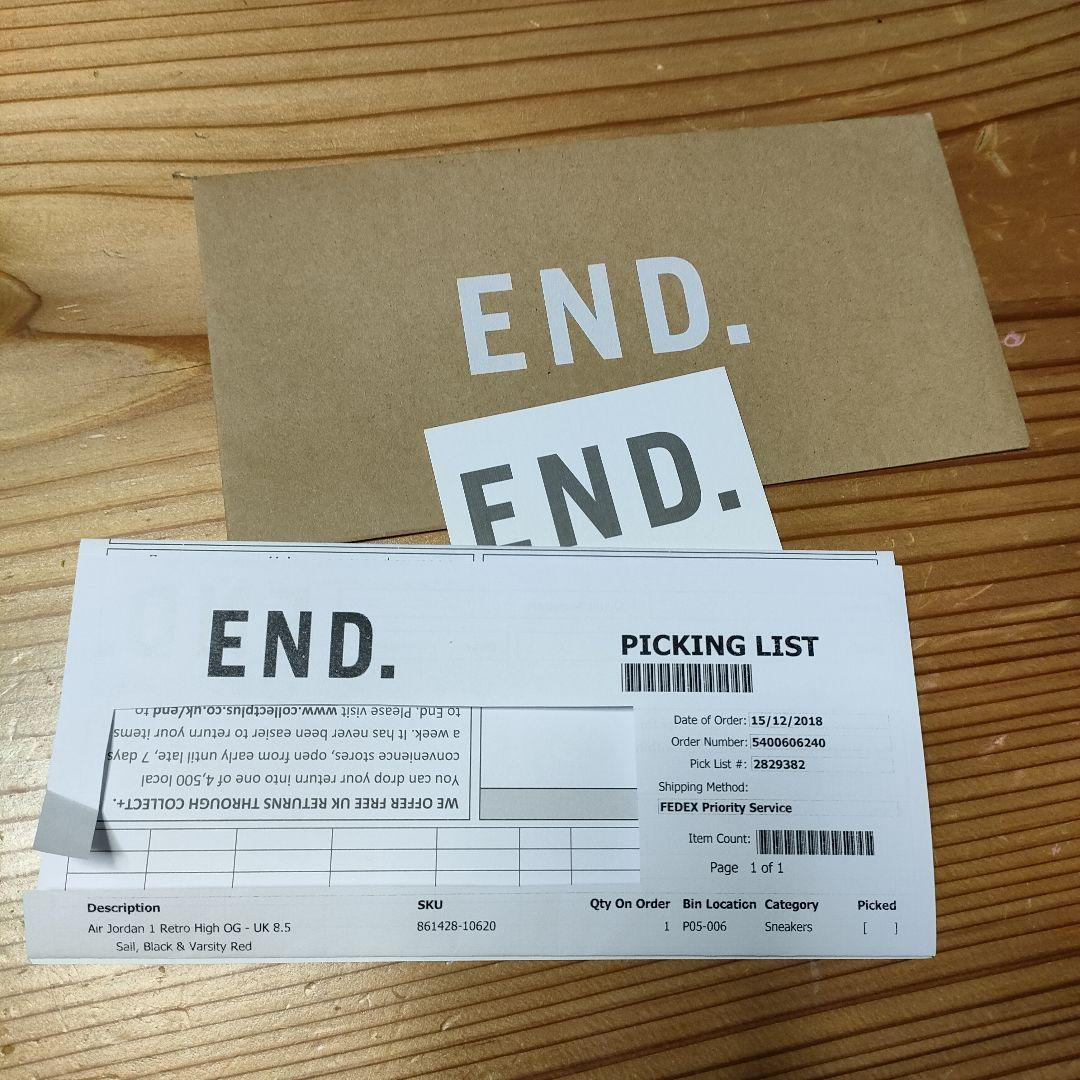 END.
END.
END.
PICKING LIST
to End. Please visit www.collectplus.co.uk/end to
a week. It has never been easier to return your items
convenience stores, open from early until late, 7 days
You can drop your return into one of 4,500 local
WE OFFER FREE UK RETURNS THROUGH COLLECT+.
Date of Order: 15/12/2018
Order Number: 5400606240
Pick List #: 2829382
Shipping Method:
FEDEX Priority Service
Item Count:
Page 1 of 1
Description SKU Qty On Order Bin Location Category Picked
Air Jordan 1 Retro High OG - UK 8.5 861428-10620 1 P05-006 Sneakers [ ]
Sail, Black & Varsity Red